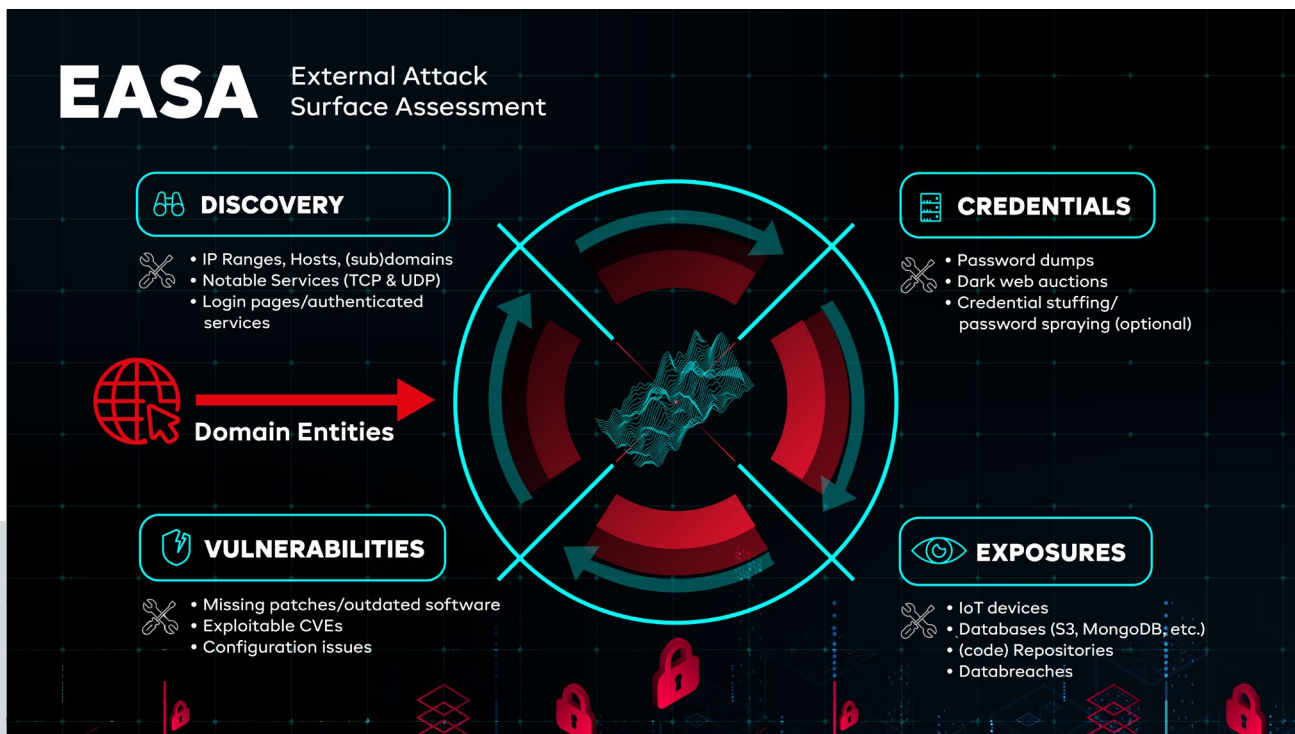 EASA
External Attack
Surface Assessment
DISCOVERY
• IP Ranges, Hosts, (sub)domains
• Notable Services (TCP & UDP)
• Login pages/authenticated
services
CREDENTIALS
• Password dumps
• Dark web auctions
• Credential stuffing/
password spraying (optional)
Domain Entities
VULNERABILITIES
• Missing patches/outdated software
• Exploitable CVEs
• Configuration issues
EXPOSURES
• IoT devices
• Databases (S3, MongoDB, etc.)
• (code) Repositories
• Databreaches